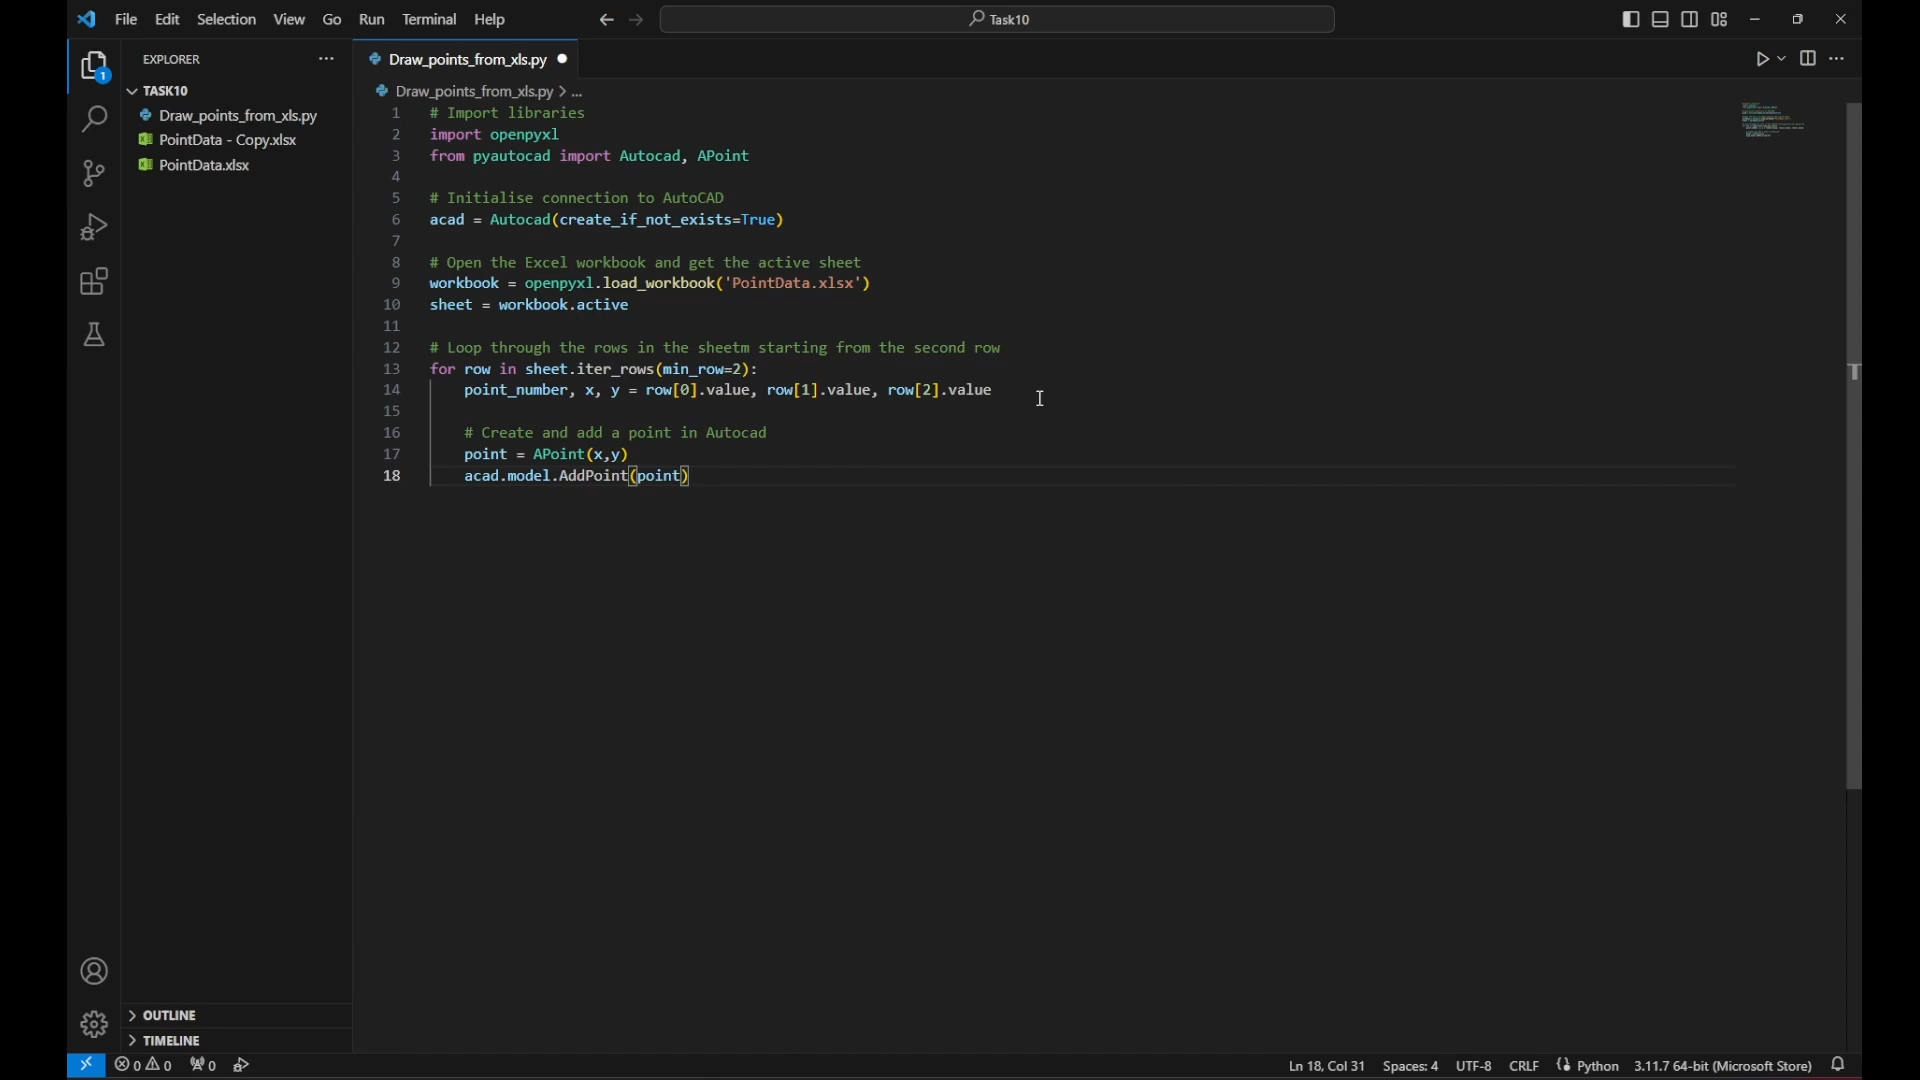 File Edit Selection View Go Run Terminal Help
Task10
EXPLORER
TASK10
Draw_points_from_xls.py
PointData - Copy.xlsx
PointData.xlsx
OUTLINE
TIMELINE
1
Draw_points_from_xls.py
Draw_points_from_xls.py > ...
1 # Import libraries
2 import openpyxl
3 from pyautocad import Autocad, APoint
4
5 # Initialise connection to AutoCAD
6 acad = Autocad(create_if_not_exists=True)
7
8 # Open the Excel workbook and get the active sheet
9 workbook = openpyxl.load_workbook('PointData.xlsx')
10 sheet = workbook.active
11
12 # Loop through the rows in the sheetm starting from the second row
13 for row in sheet.iter_rows(min_row=2):
14 point_number, x, y = row[0].value, row[1].value, row[2].value
15
16 # Create and add a point in Autocad
17 point = APoint(x,y)
18 acad.model.AddPoint(point)
0 0 0 Ln 18, Col 31 Spaces: 4 UTF-8 CRLF Python 3.11.7 64-bit (Microsoft Store)